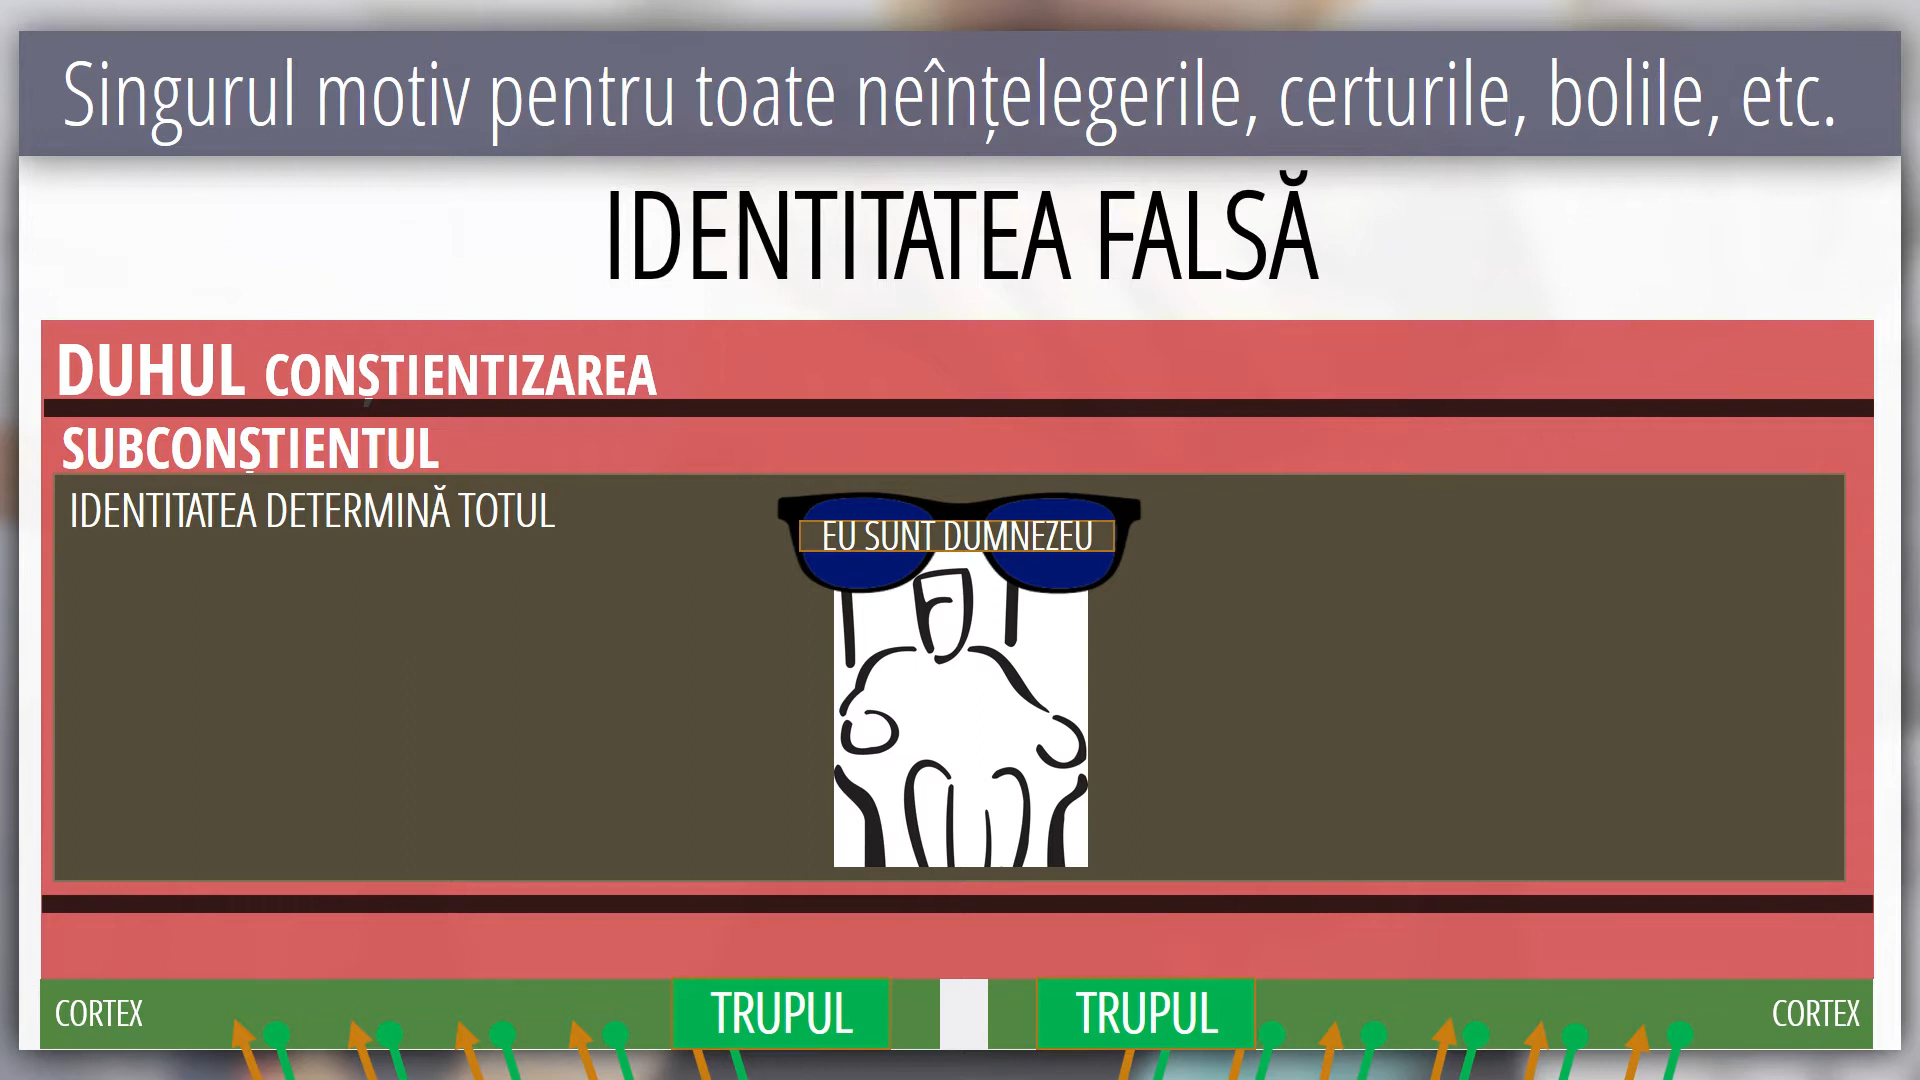 Singurul motiv pentru toate neînțelegerile, certurile, bolile, etc.
IDENTITATEA FALSĂ
DUHUL CONȘTIENTIZAREA
SUBCONȘTIENTUL
IDENTITATEA DETERMINĂ TOTUL
EU SUNT DUMNEZEU
CORTEX
TRUPUL
TRUPUL
CORTEX